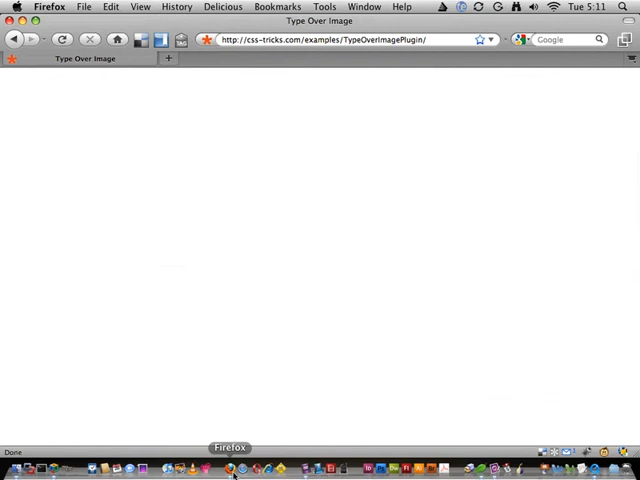 Firefox File Edit View History Delicious Bookmarks Tools Window Help Tue 5:11
Type Over Image
http://css-tricks.com/examples/TypeOverImagePlugin/ Google
Type Over Image
Done
Firefox